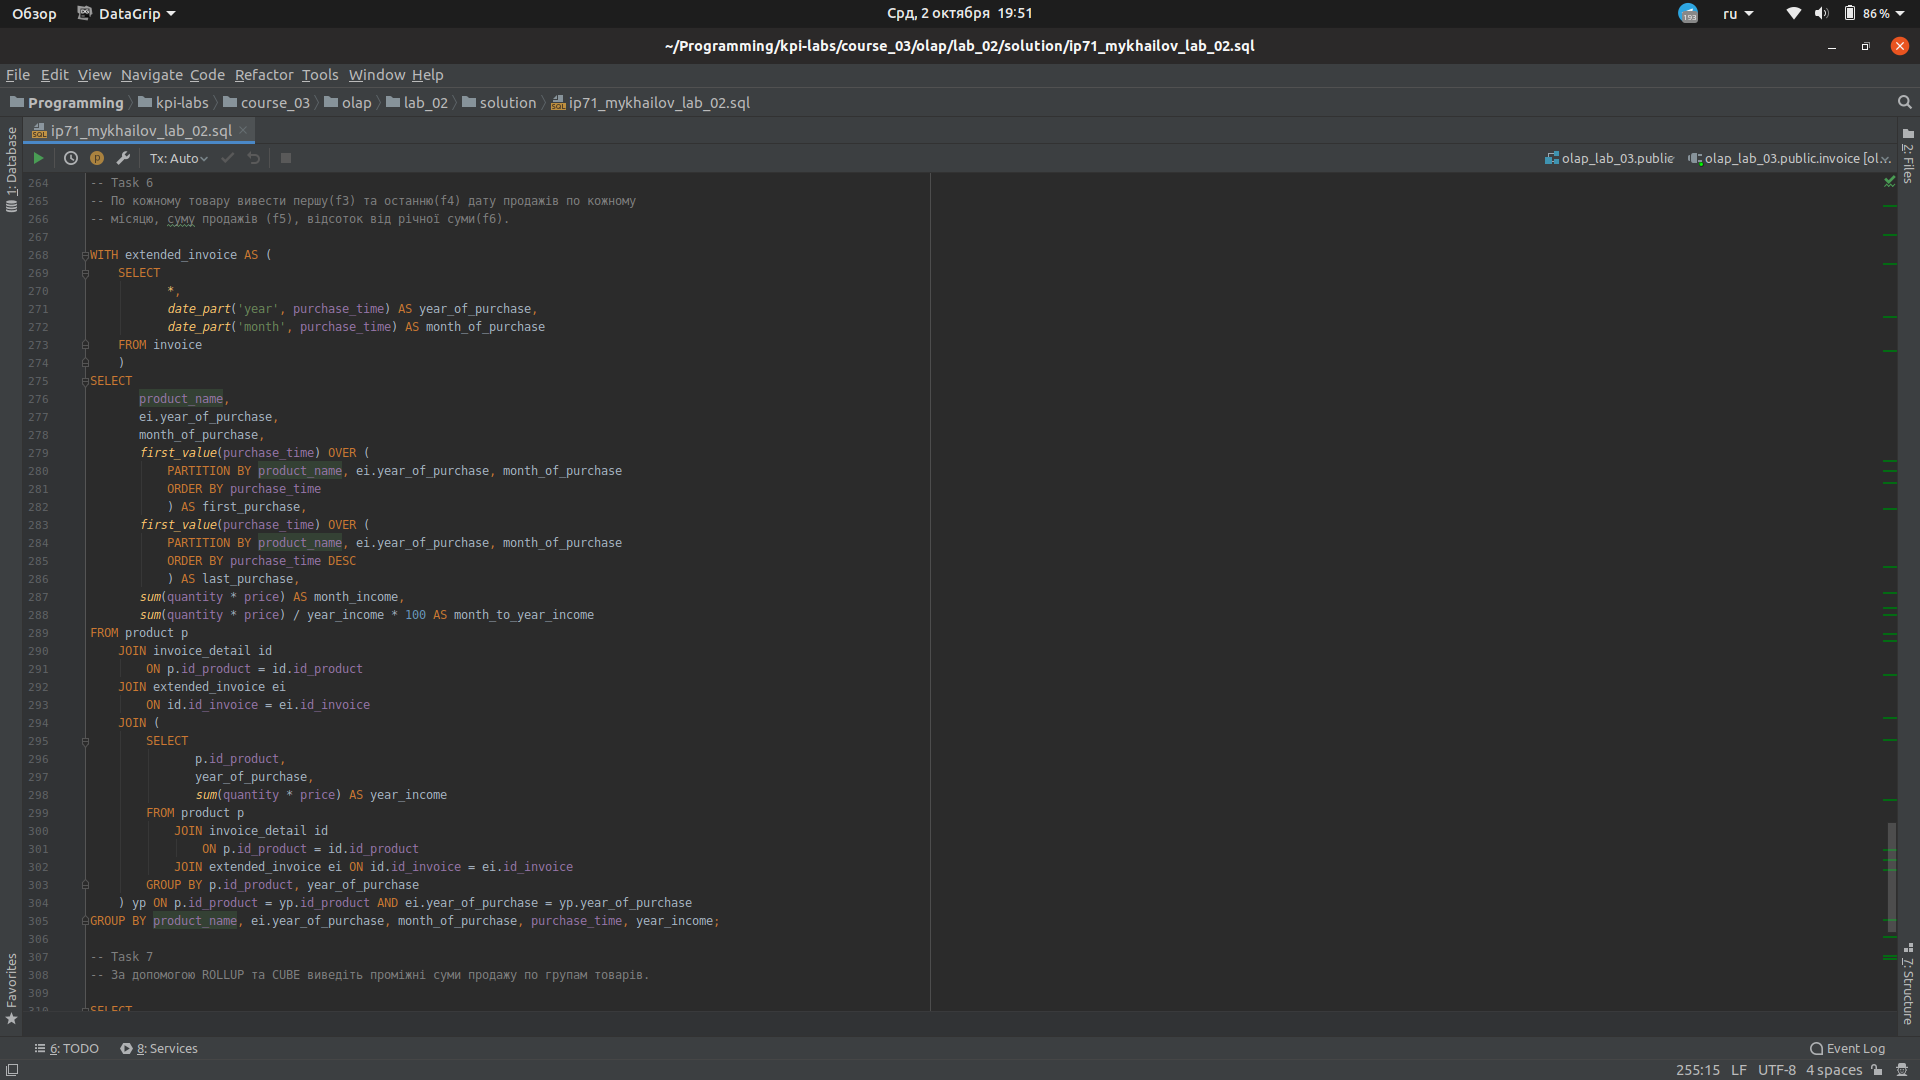 Обзор DataGrip Срд, 2 октября 19:51 193 ru 86 %
~/Programming/kpi-labs/course_03/olap/lab_02/solution/ip71_mykhailov_lab_02.sql
File Edit View Navigate Code Refactor Tools Window Help
Programming kpi-labs course_03 olap lab_02 solution ip71_mykhailov_lab_02.sql
ip71_mykhailov_lab_02.sql
Tx: Auto olap_lab_03.public olap_lab_03.public.invoice [ol...
1: Database
2: Files
264 -- Task 6
265 -- По кожному товару вивести першу(f3) та останню(f4) дату продажів по кожному
266 -- місяцю, суму продажів (f5), відсоток від річної суми(f6).
267
268 WITH extended_invoice AS (
269 SELECT
270 *,
271 date_part('year', purchase_time) AS year_of_purchase,
272 date_part('month', purchase_time) AS month_of_purchase
273 FROM invoice
274 )
275 SELECT
276 product_name,
277 ei.year_of_purchase,
278 month_of_purchase,
279 first_value(purchase_time) OVER (
280 PARTITION BY product_name, ei.year_of_purchase, month_of_purchase
281 ORDER BY purchase_time
282 ) AS first_purchase,
283 first_value(purchase_time) OVER (
284 PARTITION BY product_name, ei.year_of_purchase, month_of_purchase
285 ORDER BY purchase_time DESC
286 ) AS last_purchase,
287 sum(quantity * price) AS month_income,
288 sum(quantity * price) / year_income * 100 AS month_to_year_income
289 FROM product p
290 JOIN invoice_detail id
291 ON p.id_product = id.id_product
292 JOIN extended_invoice ei
293 ON id.id_invoice = ei.id_invoice
294 JOIN (
295 SELECT
296 p.id_product,
297 year_of_purchase,
298 sum(quantity * price) AS year_income
299 FROM product p
300 JOIN invoice_detail id
301 ON p.id_product = id.id_product
302 JOIN extended_invoice ei ON id.id_invoice = ei.id_invoice
303 GROUP BY p.id_product, year_of_purchase
304 ) yp ON p.id_product = yp.id_product AND ei.year_of_purchase = yp.year_of_purchase
305 GROUP BY product_name, ei.year_of_purchase, month_of_purchase, purchase_time, year_income;
306
307 -- Task 7
308 -- За допомогою ROLLUP та CUBE виведіть проміжні суми продажу по групам товарів.
309
310 SELECT
Favorites
7: Structure
6: TODO 8: Services Event Log
255:15 LF UTF-8 4 spaces